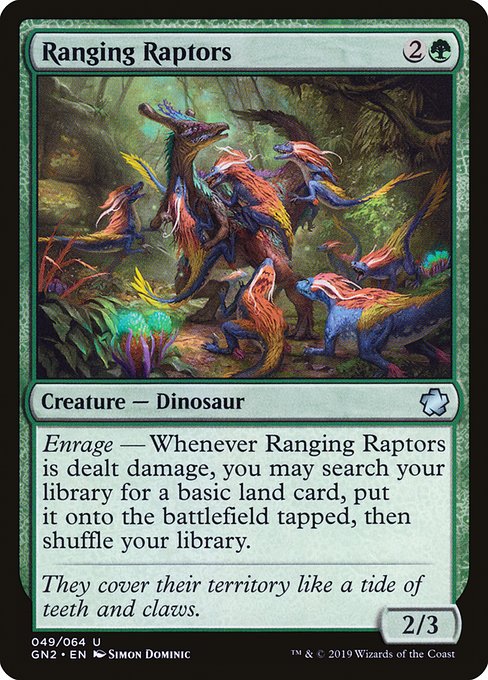 Ranging Raptors 2
Creature — Dinosaur
Enrage — Whenever Ranging Raptors
is dealt damage, you may search your
library for a basic land card, put
it onto the battlefield tapped, then
shuffle your library.
They cover their territory like a tide of
teeth and claws.
2/3
049/064 U
GN2 • EN Simon Dominic
™ & © 2019 Wizards of the Coast